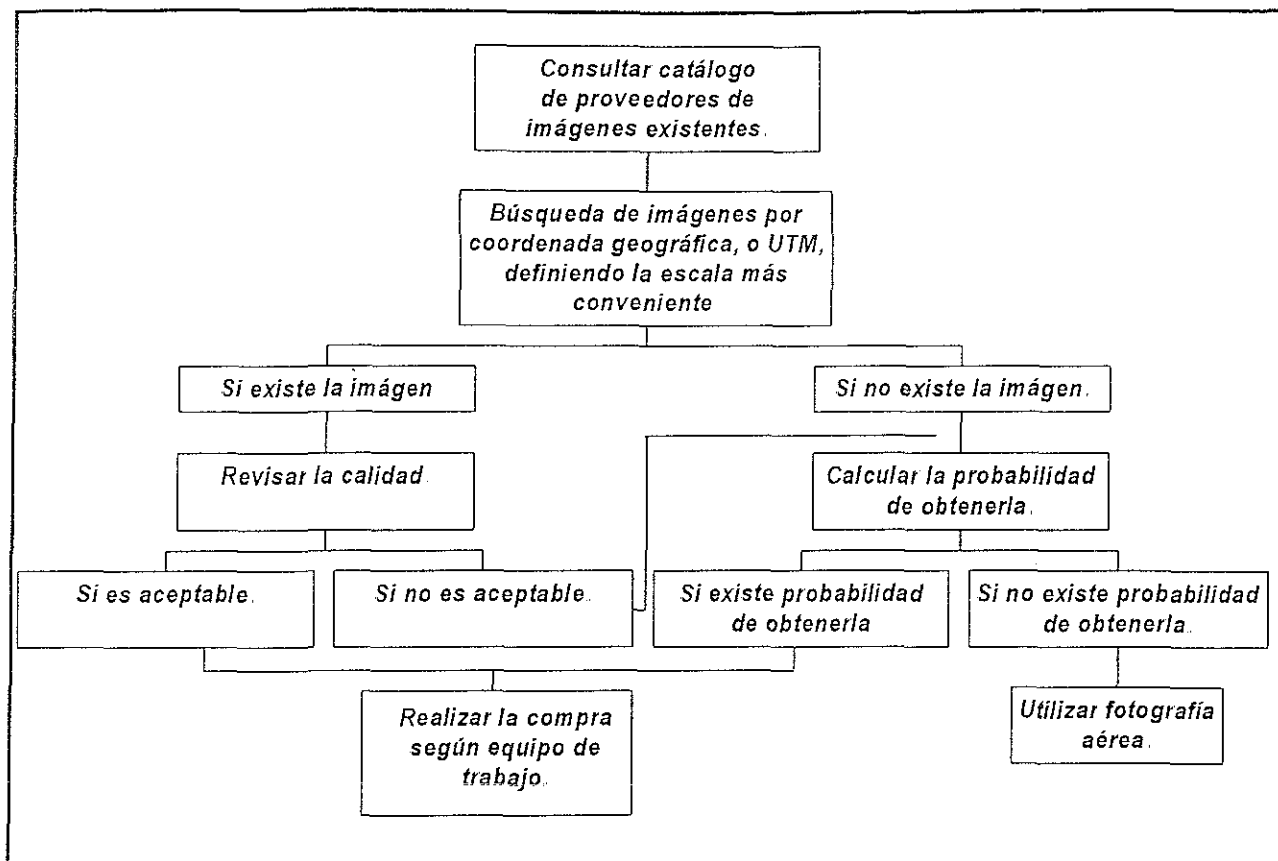 Consultar catálogo
de proveedores de
imágenes existentes.
Búsqueda de imágenes por
coordenada geográfica, o UTM,
definiendo la escala más
conveniente
Si existe la imágen
Si no existe la imágen.
Revisar la calidad.
Calcular la probabilidad
de obtenerla.
Si es aceptable.
Si no es aceptable.
Si existe probabilidad
de obtenerla
Si no existe probabilidad
de obtenerla.
Realizar la compra
según equipo de
trabajo.
Utilizar fotografía
aérea.